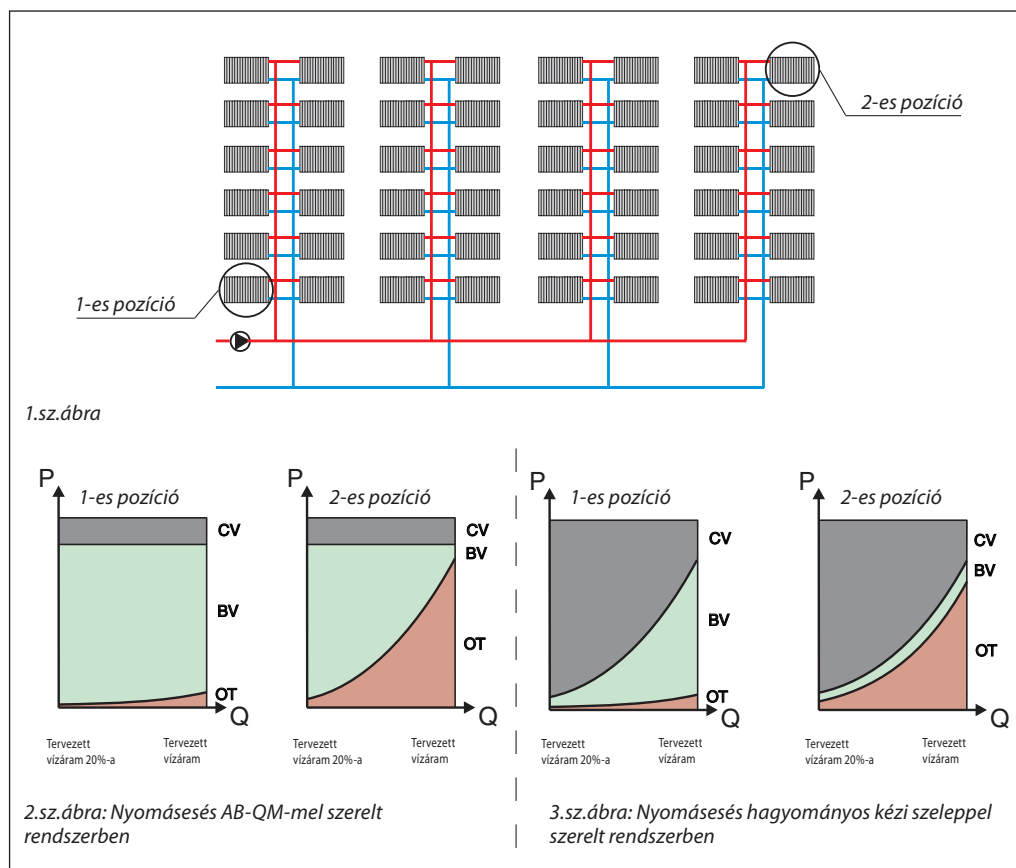 2-es pozíció
1-es pozíció
1.sz.ábra
P
1-es pozíció
CV
BV
OT
Q
Tervezett
vízáram 20%-a
Tervezett
vízáram
P
2-es pozíció
CV
BV
OT
Q
Tervezett
vízáram 20%-a
Tervezett
vízáram
2.sz.ábra: Nyomásesés AB-QM-mel szerelt
rendszerben
P
1-es pozíció
CV
BV
OT
Q
Tervezett
vízáram 20%-a
Tervezett
vízáram
P
2-es pozíció
CV
BV
OT
Q
Tervezett
vízáram 20%-a
Tervezett
vízáram
3.sz.ábra: Nyomásesés hagyományos kézi szeleppel
szerelt rendszerben